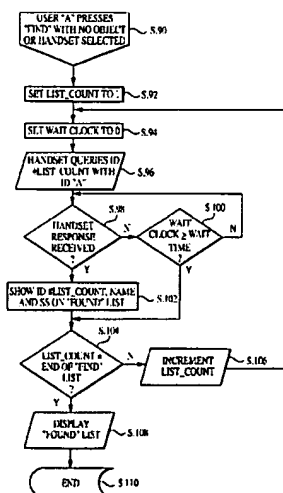 USER "A" PRESSES
"FIND" WITH NO OBJECT
OR HANDSET SELECTED
S.90
SET LIST_COUNT TO 1
S.92
SET WAIT CLOCK TO 0
S.94
HANDSET QUERIES ID
#LIST_COUNT WITH
ID "A"
S.96
S.98
HANDSET
RESPONSE
RECEIVED
?
N
Y
S.100
WAIT
CLOCK ≥ WAIT
TIME
?
N
Y
SHOW ID #LIST_COUNT, NAME
AND SS ON "FOUND" LIST
S.102
S.104
LIST_COUNT =
END OF "FIND"
LIST
?
N
Y
INCREMENT
LIST_COUNT
S.106
DISPLAY
"FOUND" LIST
S.108
END
S.110